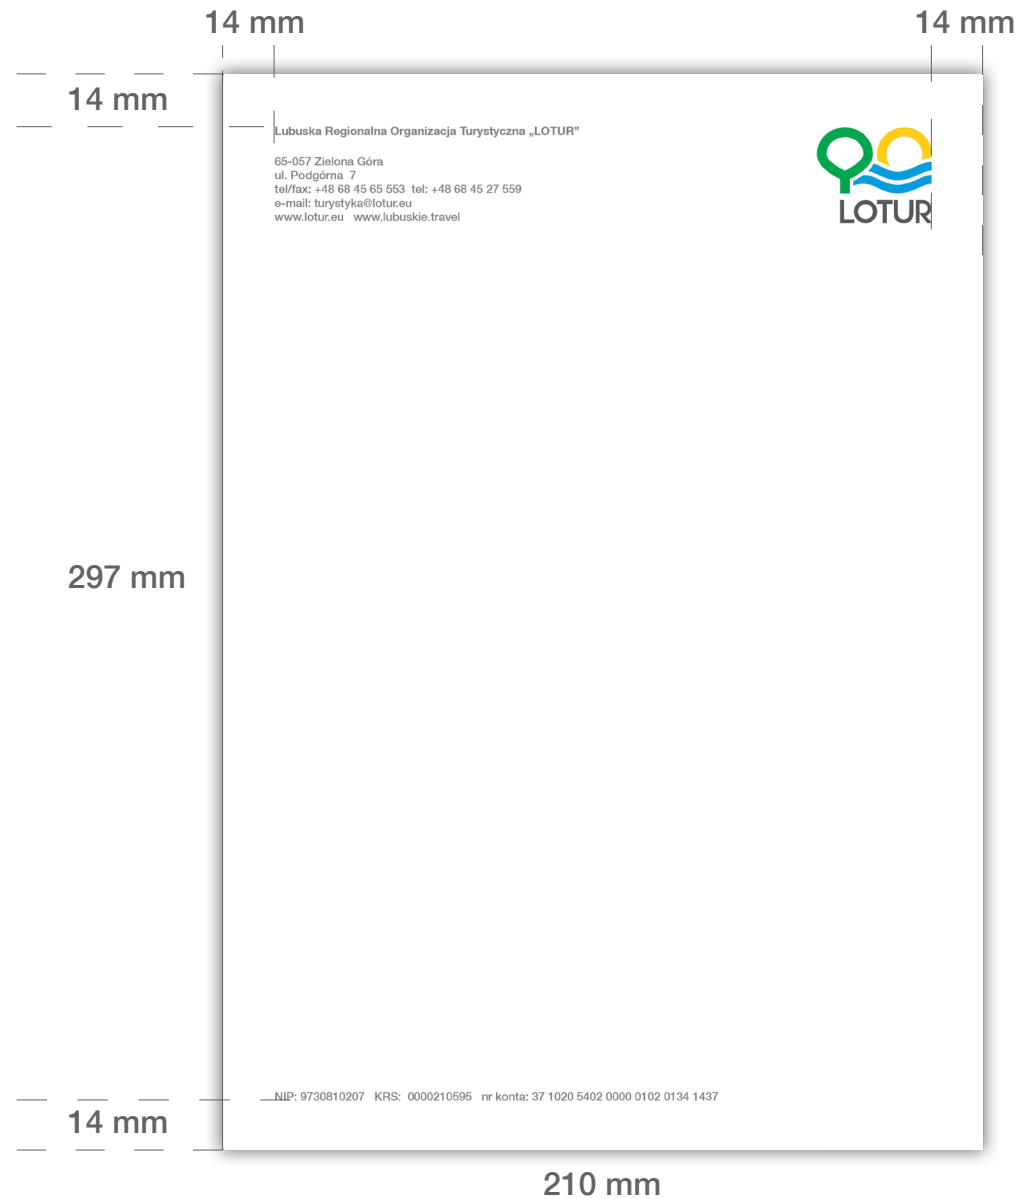 14 mm 14 mm
14 mm
Lubuska Regionalna Organizacja Turystyczna „LOTUR”
65-057 Zielona Góra
ul. Podgórna 7
tel/fax: +48 68 45 65 553 tel: +48 68 45 27 559
e-mail: turystyka@lotur.eu
www.lotur.eu www.lubuskie.travel
LOTUR
297 mm
NIP: 9730810207 KRS: 0000210595 nr konta: 37 1020 5402 0000 0102 0134 1437
14 mm
210 mm